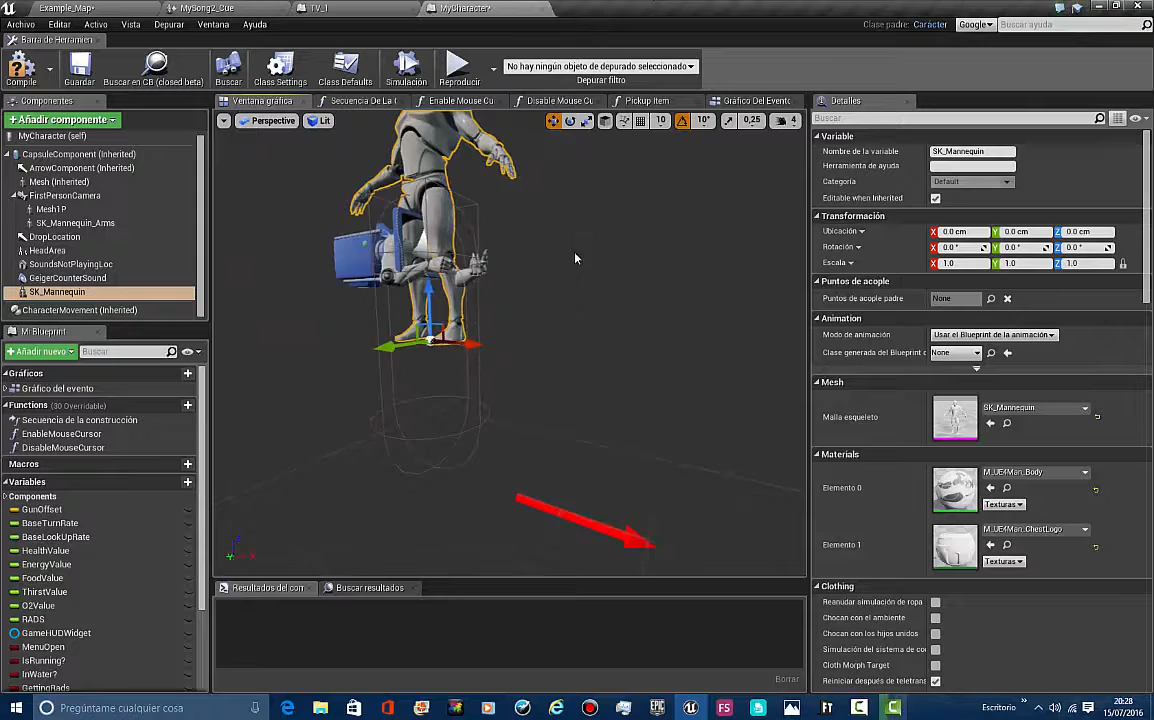 Example_Map*
MySong2_Cue
TV_1
MyCharacter*
Archivo Editar Activo Vista Depurar Ventana Ayuda
Clase padre: Carácter
Google
Buscar ayuda
Barra de Herramien
Compile
Guardar
Buscar en CB (closed beta)
Buscar
Class Settings
Class Defaults
Simulación
Reproducir
No hay ningún objeto de depurado seleccionado
Depurar filtro
Componentes
Añadir componente
MyCharacter (self)
CapsuleComponent (Inherited)
ArrowComponent (Inherited)
Mesh (Inherited)
FirstPersonCamera
Mesh1P
SK_Mannequin_Arms
DropLocation
HeadArea
SoundsNotPlayingLoc
GeigerCounterSound
SK_Mannequin
CharacterMovement (Inherited)
Mi Blueprint
Añadir nuevo
Buscar
Gráficos
Gráfico del evento
Functions (30 Overridable)
Secuencia de la construcción
EnableMouseCursor
DisableMouseCursor
Macros
Variables
Components
GunOffset
BaseTurnRate
BaseLookUpRate
HealthValue
EnergyValue
FoodValue
ThirstValue
O2Value
RADS
GameHUDWidget
MenuOpen
IsRunning?
InWater?
GettingRads
Ventana gráfica
Secuencia De La c
Enable Mouse Cu
Disable Mouse Cu
Pickup Item
Gráfico Del Evento
Perspective
Lit
10
10°
0,25
4
Resultados del com
Buscar resultados
Borrar
Detalles
Buscar
Variable
Nombre de la variable SK_Mannequin
Herramienta de ayuda
Categoría Default
Editable when Inherited
Transformación
Ubicación X 0.0 cm Y 0.0 cm Z 0.0 cm
Rotación X 0.0 ° Y 0.0 ° Z 0.0 °
Escala X 1.0 Y 1.0 Z 1.0
Puntos de acople
Puntos de acople padre None
Animation
Modo de animación Usar el Blueprint de la animación
Clase generada del Blueprint d None
Mesh
Malla esqueleto SK_Mannequin
Materials
Elemento 0 M_UE4Man_Body
Texturas
Elemento 1 M_UE4Man_ChestLogo
Texturas
Clothing
Reanudar simulación de ropa
Chocan con el ambiente
Chocan con los hijos unidos
Simulación del sistema de co
Cloth Morph Target
Reiniciar después de teletrans
Pregúntame cualquier cosa
Escritorio
20:28
15/07/2016